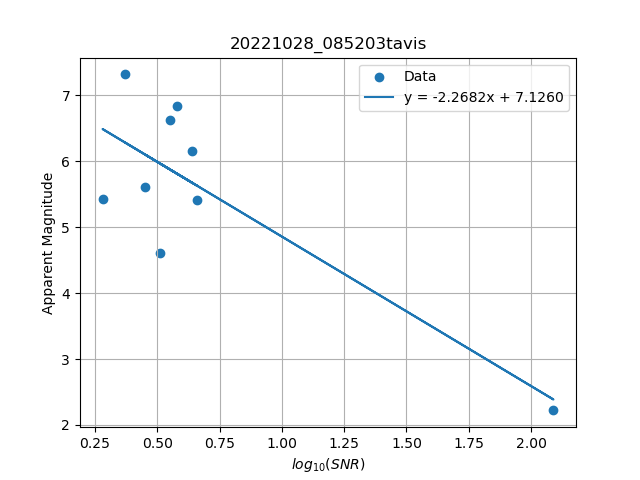 20221028_085203tavis
Data
y = -2.2682x + 7.1260
Apparent Magnitude
7
6
5
4
3
2
0.25 0.50 0.75 1.00 1.25 1.50 1.75 2.00
log₁₀(SNR)